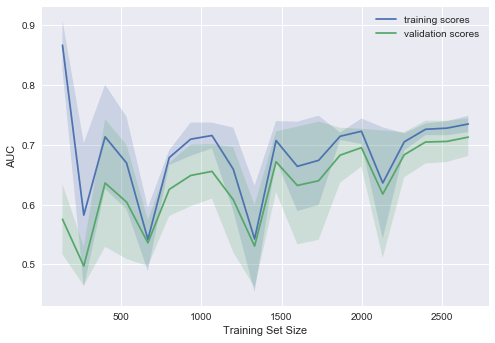 0.9
0.8
0.7
0.6
0.5
AUC
training scores
validation scores
500
1000
1500
2000
2500
Training Set Size